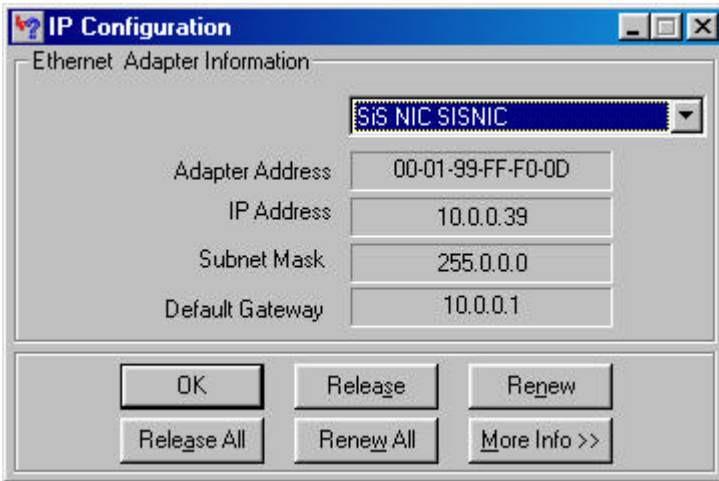 IP Configuration
Ethernet Adapter Information
SiS NIC SISNIC
Adapter Address 00-01-99-FF-F0-0D
IP Address 10.0.0.39
Subnet Mask 255.0.0.0
Default Gateway 10.0.0.1
OK Release Renew
Release All Renew All More Info >>